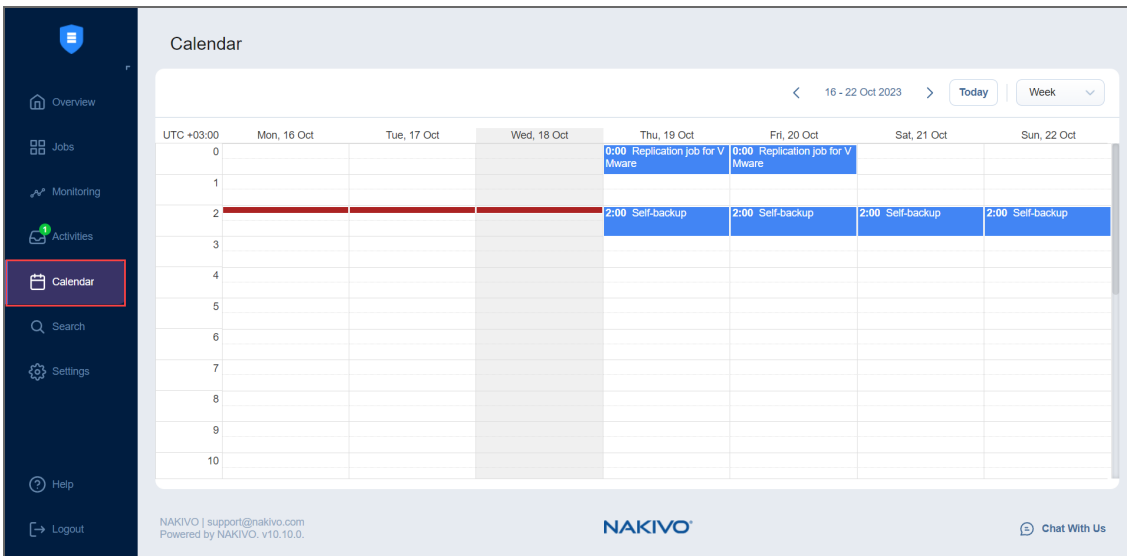 Calendar
Overview
Jobs
Monitoring
1
Activities
Calendar
Search
Settings
Help
Logout
16 - 22 Oct 2023
Today
Week
UTC +03:00 Mon, 16 Oct Tue, 17 Oct Wed, 18 Oct Thu, 19 Oct Fri, 20 Oct Sat, 21 Oct Sun, 22 Oct
0
0:00 Replication job for V
Mware
0:00 Replication job for V
Mware
1
2
2:00 Self-backup
2:00 Self-backup
2:00 Self-backup
2:00 Self-backup
3
4
5
6
7
8
9
10
NAKIVO | support@nakivo.com
Powered by NAKIVO. v10.10.0.
NAKIVO®
Chat With Us